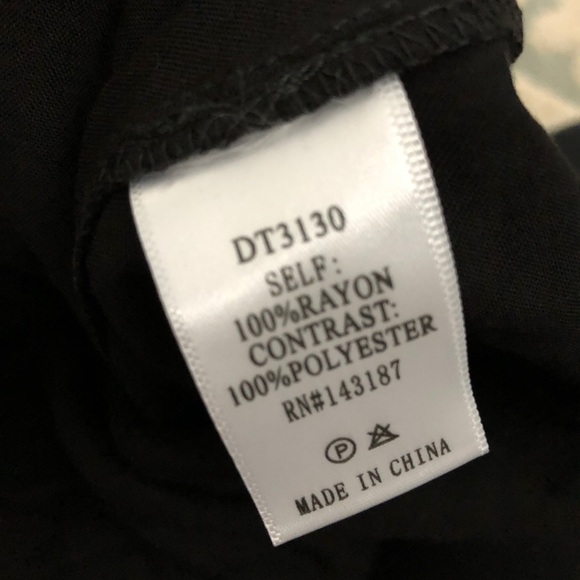 DT3130
SELF:
100%RAYON
CONTRAST:
100%POLYESTER
RN#143187
P
MADE IN CHINA